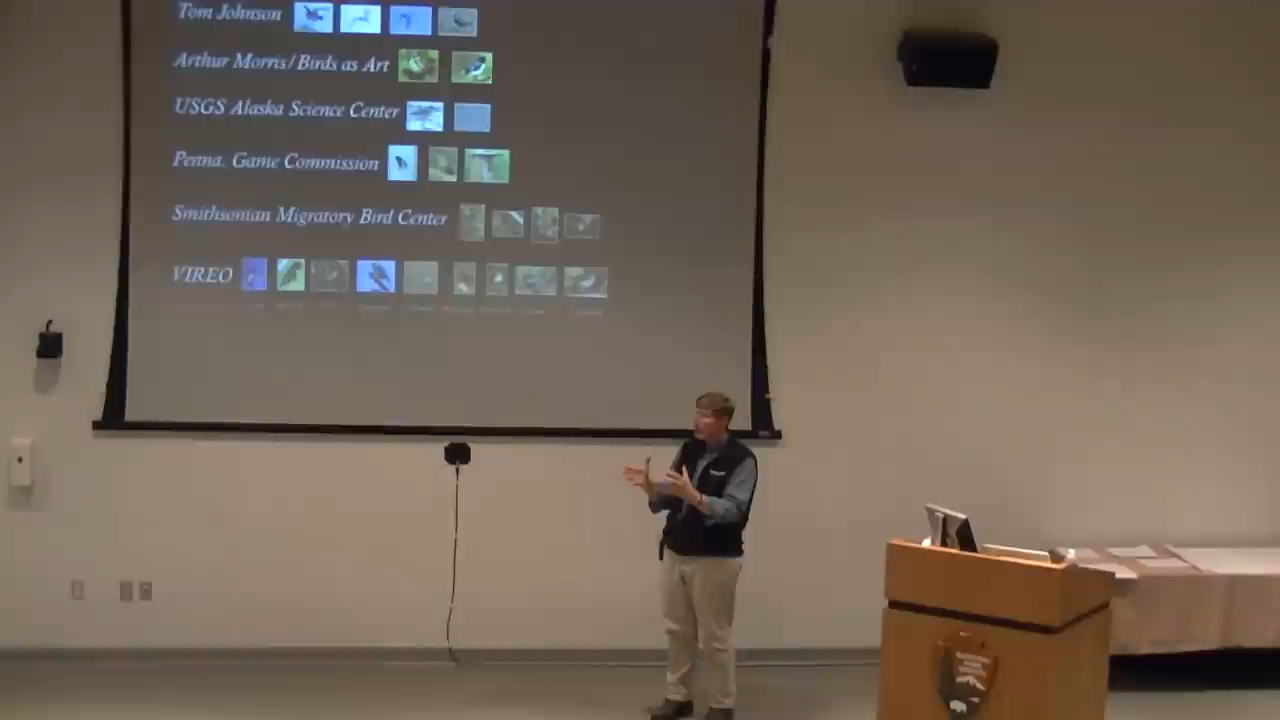 Tom Johnson
Arthur Morris/Birds as Art
USGS Alaska Science Center
Penna. Game Commission
Smithsonian Migratory Bird Center
VIREO